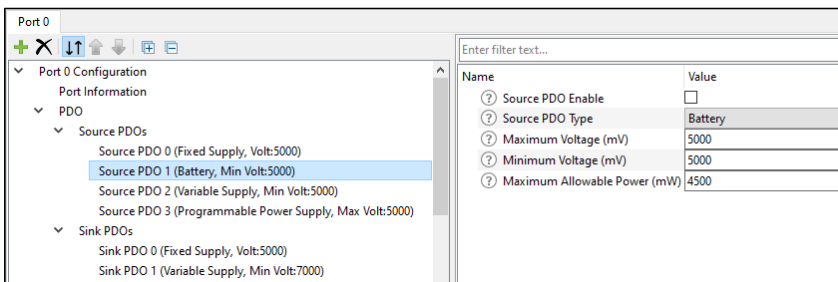 Port 0
Port 0 Configuration
Port Information
PDO
Source PDOs
Source PDO 0 (Fixed Supply, Volt:5000)
Source PDO 1 (Battery, Min Volt:5000)
Source PDO 2 (Variable Supply, Min Volt:5000)
Source PDO 3 (Programmable Power Supply, Max Volt:5000)
Sink PDOs
Sink PDO 0 (Fixed Supply, Volt:5000)
Sink PDO 1 (Variable Supply, Min Volt:7000)
Enter filter text...
Name Value
Source PDO Enable
Source PDO Type Battery
Maximum Voltage (mV) 5000
Minimum Voltage (mV) 5000
Maximum Allowable Power (mW) 4500